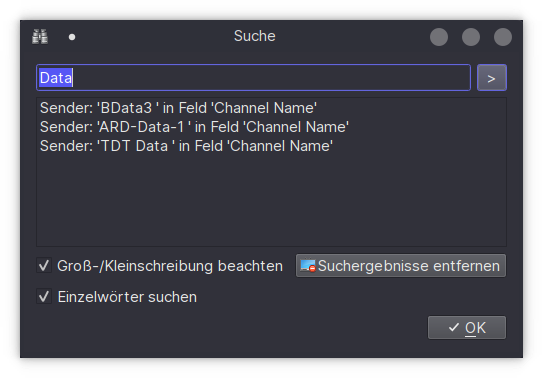 Suche
Data
>
Sender: 'BData3 ' in Feld 'Channel Name'
Sender: 'ARD-Data-1 ' in Feld 'Channel Name'
Sender: 'TDT Data ' in Feld 'Channel Name'
Groß-/Kleinschreibung beachten
Suchergebnisse entfernen
Einzelwörter suchen
OK